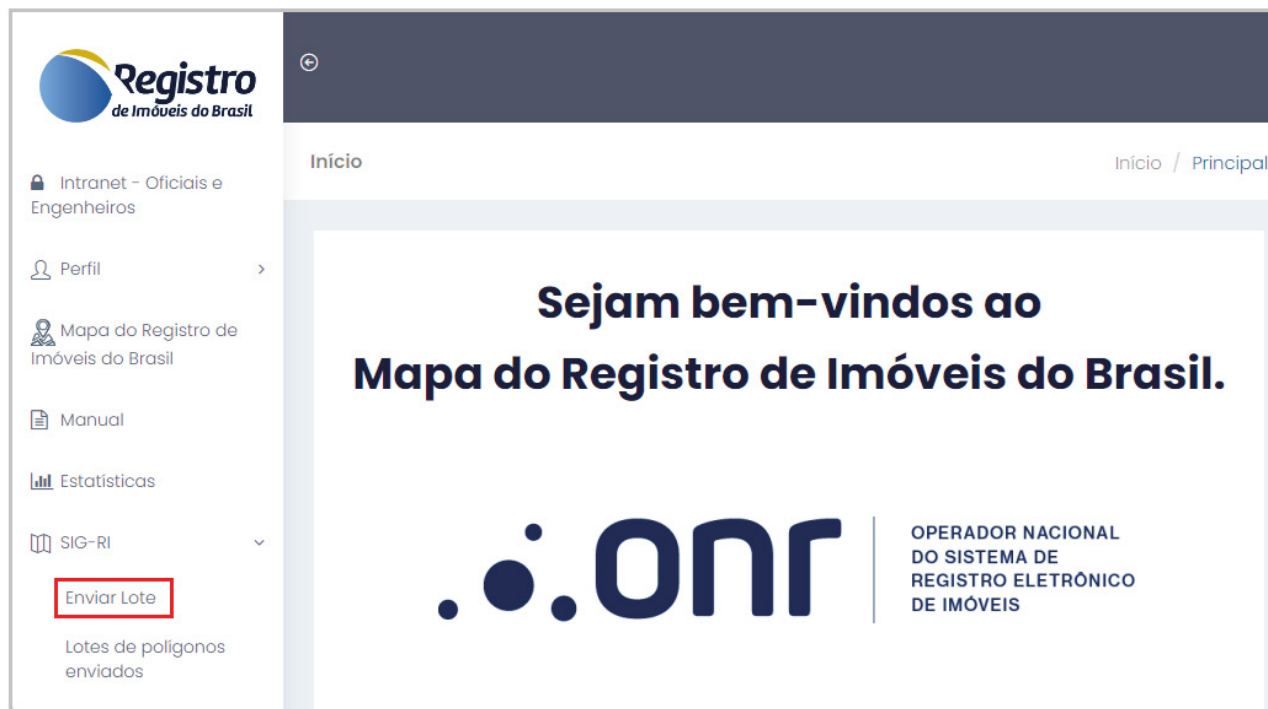 Registro
de Imóveis do Brasil
Intranet - Oficiais e
Engenheiros
Perfil
Mapa do Registro de
Imóveis do Brasil
Manual
Estatísticas
SIG-RI
Enviar Lote
Lotes de polígonos
enviados
Início
Início / Principal
Sejam bem-vindos ao
Mapa do Registro de Imóveis do Brasil.
onr
OPERADOR NACIONAL
DO SISTEMA DE
REGISTRO ELETRÔNICO
DE IMÓVEIS